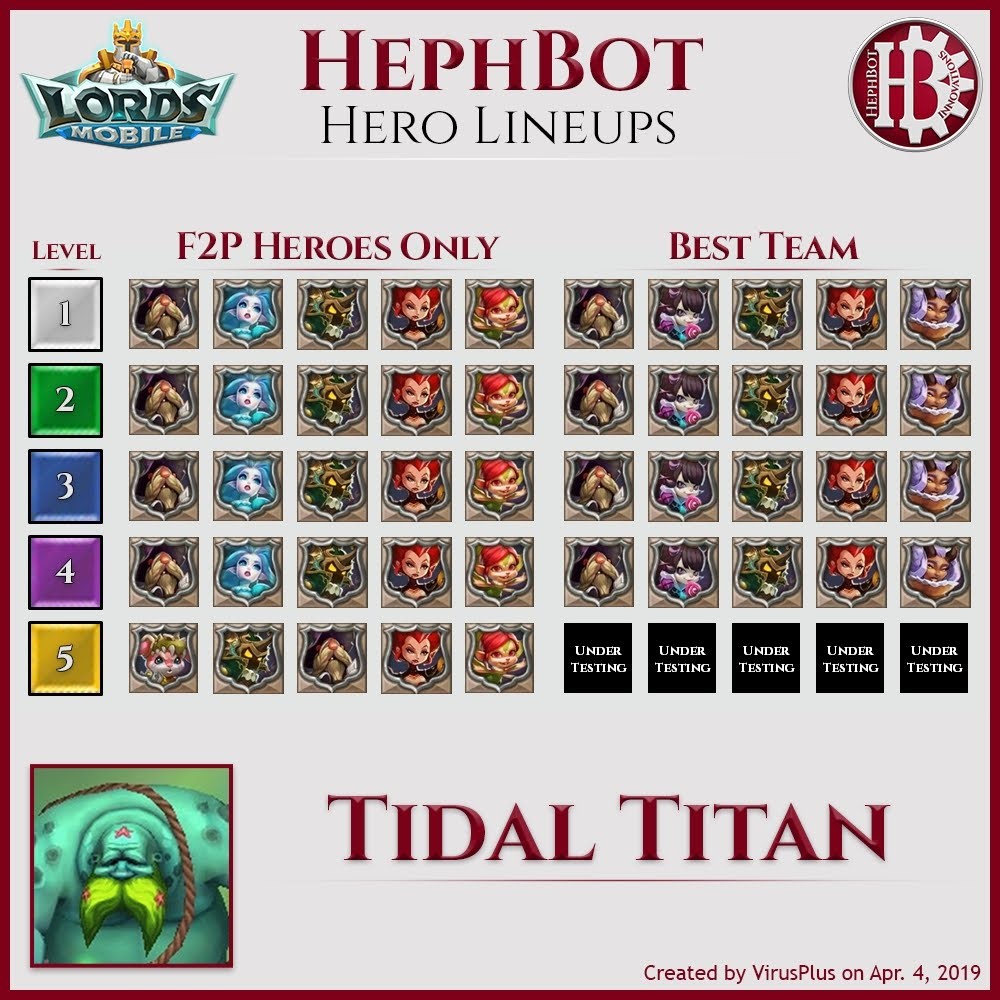 LORDS
MOBILE
HEPHBOT
HERO LINEUPS
HEPHBOT
INNOVATIONS
HB
LEVEL
F2P HEROES ONLY
BEST TEAM
1
2
3
4
5
UNDER
TESTING
UNDER
TESTING
UNDER
TESTING
UNDER
TESTING
UNDER
TESTING
TIDAL TITAN
Created by VirusPlus on Apr. 4, 2019